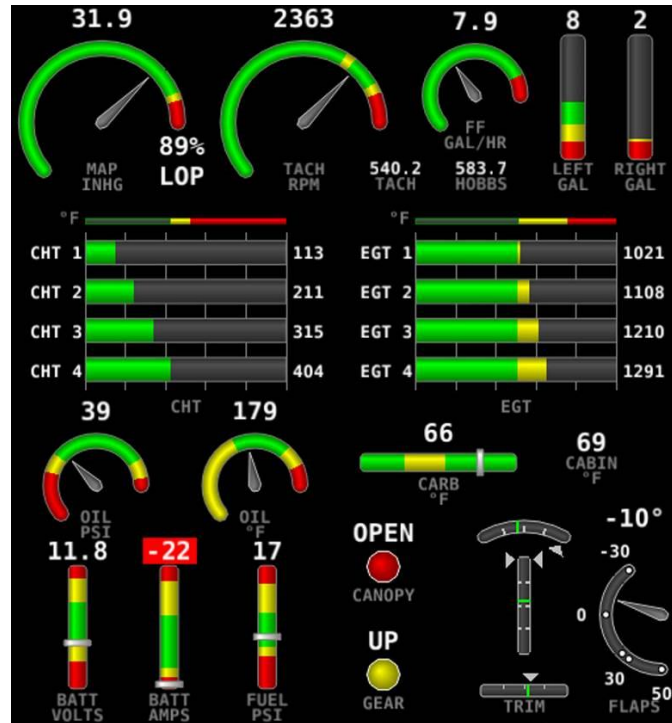 31.9 2363 7.9 8 2
89%
LOP
FF
GAL/HR
MAP
INHG
TACH
RPM
540.2
TACH
583.7
HOBBS
LEFT
GAL
RIGHT
GAL
°F
CHT 1 113
CHT 2 211
CHT 3 315
CHT 4 404
CHT
°F
EGT 1 1021
EGT 2 1108
EGT 3 1210
EGT 4 1291
EGT
39
OIL
PSI
179
OIL
°F
66
CARB
°F
69
CABIN
°F
11.8
BATT
VOLTS
-22
BATT
AMPS
17
FUEL
PSI
OPEN
CANOPY
UP
GEAR
TRIM
-10°
-30
0
30
50
FLAPS